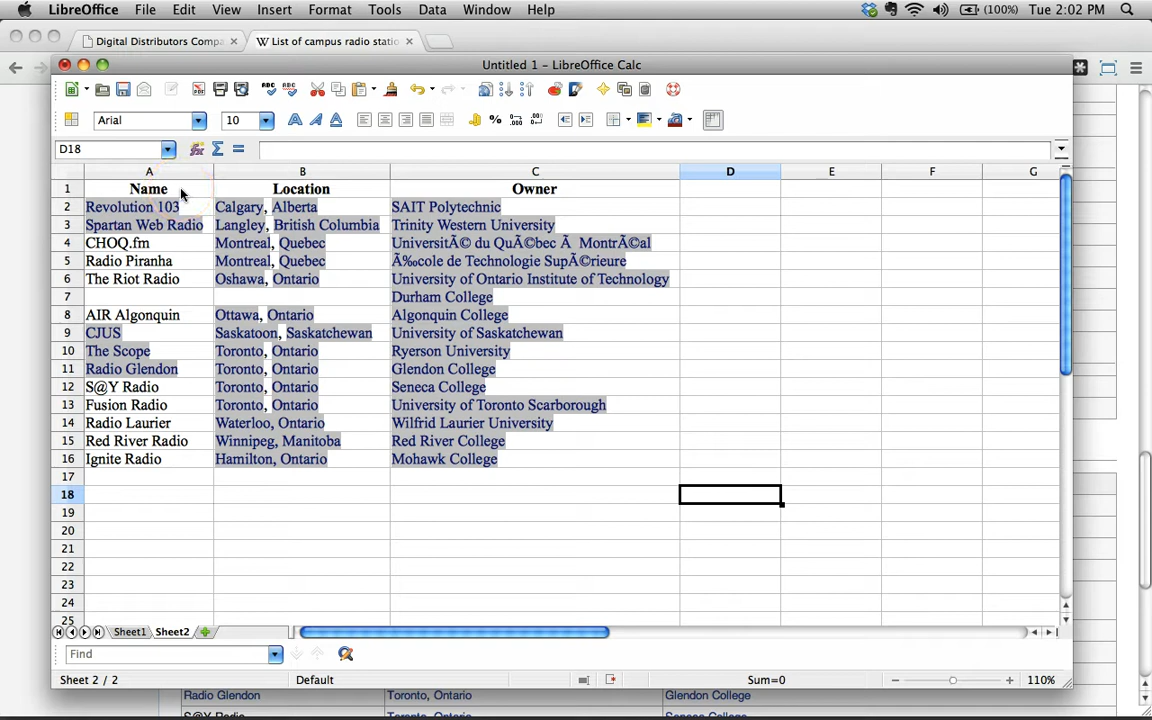 LibreOffice File Edit View Insert Format Tools Data Window Help (100%) Tue 2:02 PM
Digital Distributors Compa × W List of campus radio statio ×
Untitled 1 - LibreOffice Calc
Arial 10
D18
A B C D E F G
1 Name Location Owner
2 Revolution 103 Calgary, Alberta SAIT Polytechnic
3 Spartan Web Radio Langley, British Columbia Trinity Western University
4 CHOQ.fm Montreal, Quebec UniversitÃ© du QuÃ©bec Ã MontrÃ©al
5 Radio Piranha Montreal, Quebec Ã‰cole de Technologie SupÃ©rieure
6 The Riot Radio Oshawa, Ontario University of Ontario Institute of Technology
7 Durham College
8 AIR Algonquin Ottawa, Ontario Algonquin College
9 CJUS Saskatoon, Saskatchewan University of Saskatchewan
10 The Scope Toronto, Ontario Ryerson University
11 Radio Glendon Toronto, Ontario Glendon College
12 S@Y Radio Toronto, Ontario Seneca College
13 Fusion Radio Toronto, Ontario University of Toronto Scarborough
14 Radio Laurier Waterloo, Ontario Wilfrid Laurier University
15 Red River Radio Winnipeg, Manitoba Red River College
16 Ignite Radio Hamilton, Ontario Mohawk College
17
18
19
20
21
22
23
24
25
Sheet1 Sheet2
Find
Sheet 2 / 2 Default Sum=0 110%
Radio Glendon Toronto, Ontario Glendon College
S@Y Radio Toronto, Ontario Seneca College